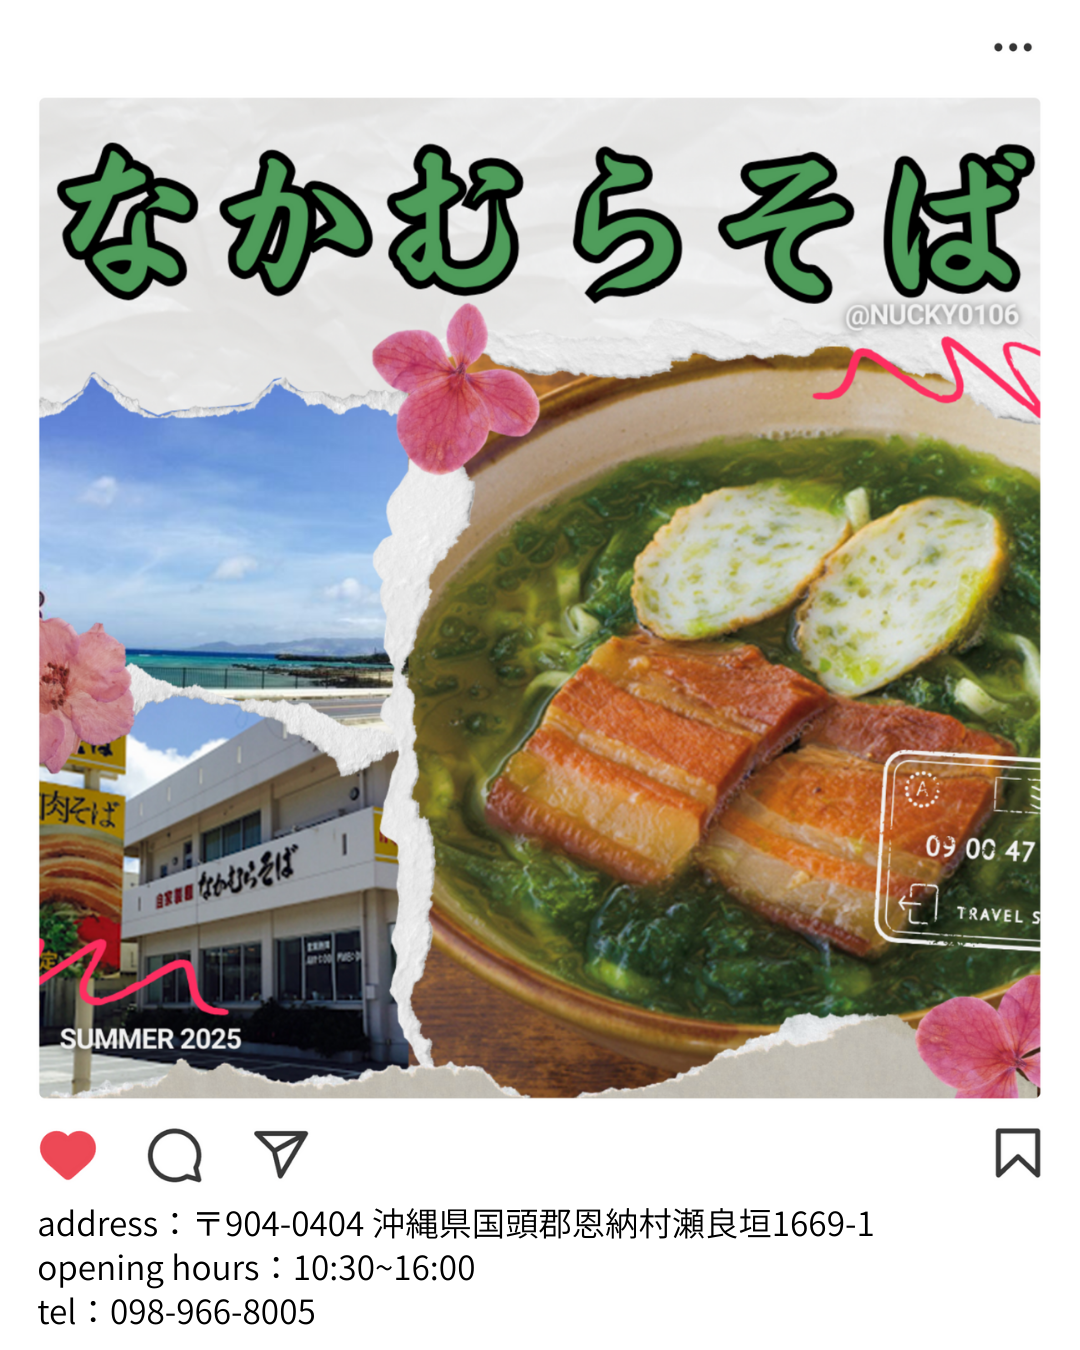 なかむらそば
@NUCKY0106
肉そば
自家製麺 なかむらそば
A
09 00 47
TRAVEL S
SUMMER 2025
address：〒904-0404 沖縄県国頭郡恩納村瀬良垣1669-1
opening hours：10:30~16:00
tel：098-966-8005